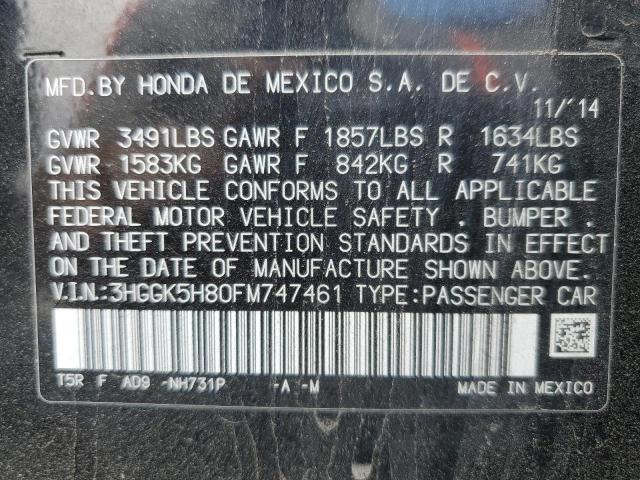 MFD.BY HONDA DE MEXICO S.A. DE C.V.
11/'14
GVWR 3491LBS GAWR F 1857LBS R 1634LBS
GVWR 1583KG GAWR F 842KG R 741KG
THIS VEHICLE CONFORMS TO ALL APPLICABLE
FEDERAL MOTOR VEHICLE SAFETY , BUMPER ,
AND THEFT PREVENTION STANDARDS IN EFFECT
ON THE DATE OF MANUFACTURE SHOWN ABOVE.
V.I.N.:3HGGK5H80FM747461 TYPE:PASSENGER CAR
T5R F AD9 -NH731P -A -M
MADE IN MEXICO